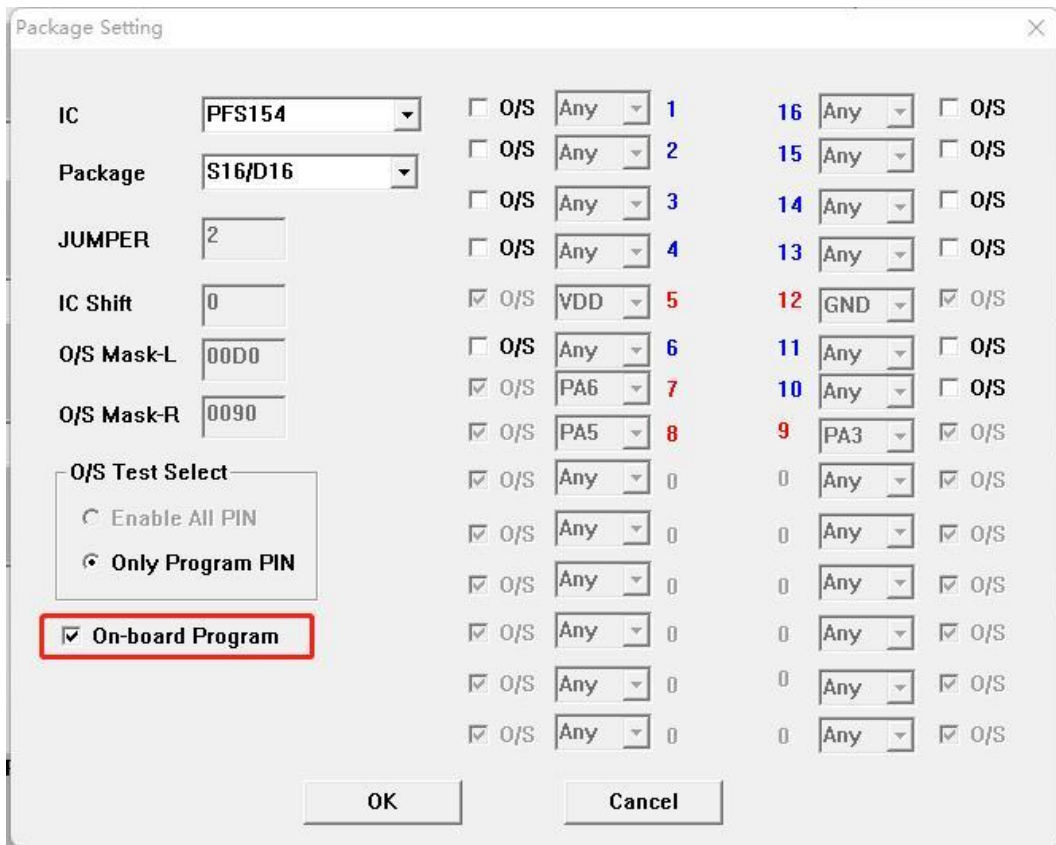 Package Setting
IC PFS154
Package S16/D16
JUMPER 2
IC Shift 0
O/S Mask-L 00D0
O/S Mask-R 0090
O/S Test Select
Enable All PIN
Only Program PIN
On-board Program
O/S Any 1 16 Any O/S
O/S Any 2 15 Any O/S
O/S Any 3 14 Any O/S
O/S Any 4 13 Any O/S
O/S VDD 5 12 GND O/S
O/S Any 6 11 Any O/S
O/S PA6 7 10 Any O/S
O/S PA5 8 9 PA3 O/S
O/S Any 0 0 Any O/S
O/S Any 0 0 Any O/S
O/S Any 0 0 Any O/S
O/S Any 0 0 Any O/S
O/S Any 0 0 Any O/S
O/S Any 0 0 Any O/S
OK Cancel